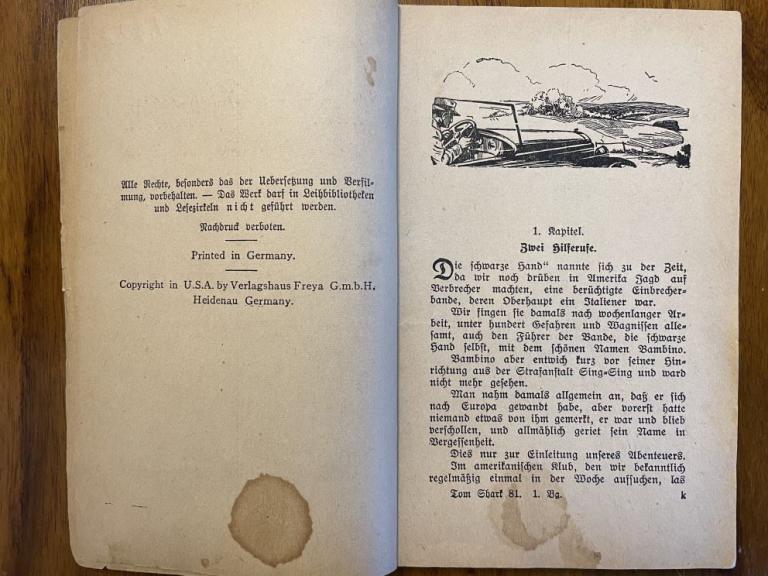 Alle Rechte, besonders das der Uebersetzung und Verfil-
mung, vorbehalten. — Das Werk darf in Leihbibliotheken
und Lesezirkeln nicht geführt werden.
Nachdruck verboten.
Printed in Germany.
Copyright in U.S.A. by Verlagshaus Freya G.m.b.H.
Heidenau Germany.
1. Kapitel.
Zwei Hilferufe.
Die schwarze Hand“ nannte sich zu der Zeit,
da wir noch drüben in Amerika Jagd auf
Verbrecher machten, eine berüchtigte Einbrecher-
bande, deren Oberhaupt ein Italiener war.
Wir fingen sie damals nach wochenlanger Ar-
beit, unter hundert Gefahren und Wagnissen alle-
samt, auch den Führer der Bande, die schwarze
Hand selbst, mit dem schönen Namen Bambino.
Bambino aber entwich kurz vor seiner Hin-
richtung aus der Strafanstalt Sing-Sing und ward
nicht mehr gesehen.
Man nahm damals allgemein an, daß er sich
nach Europa gewandt habe, aber vorerst hatte
niemand etwas von ihm gemerkt, er war und blieb
verschollen, und allmählich geriet sein Name in
Vergessenheit.
Dies nur zur Einleitung unseres Abenteuers.
Im amerikanischen Klub, den wir bekanntlich
regelmäßig einmal in der Woche aufsuchen, las
Tom Shark 81. 1. Bg. k